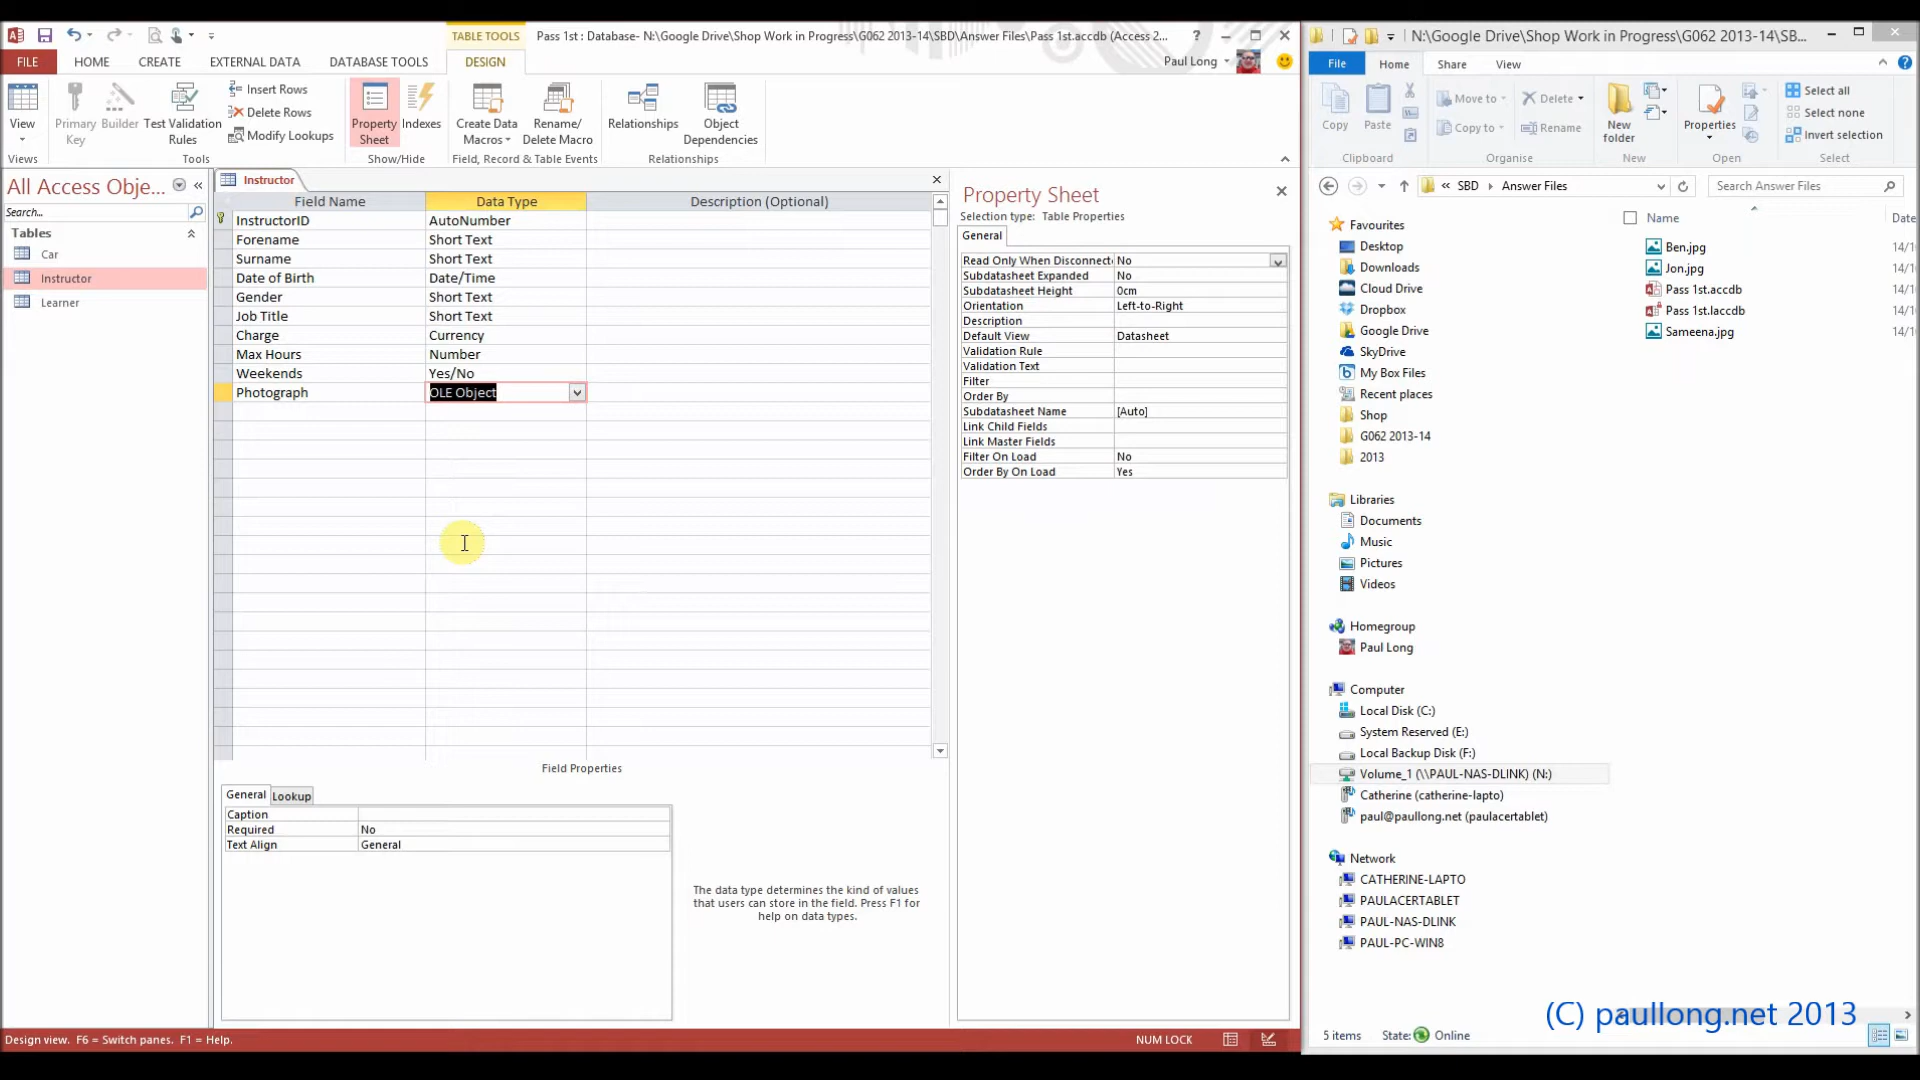 TABLE TOOLS
Pass 1st : Database- N:\Google Drive\Shop Work in Progress\G062 2013-14\SBD\Answer Files\Pass 1st.accdb (Access 2...
FILE HOME CREATE EXTERNAL DATA DATABASE TOOLS DESIGN
Paul Long
View
Primary Key
Builder
Test Validation Rules
Insert Rows
Delete Rows
Modify Lookups
Property Sheet
Indexes
Create Data Macros
Rename/ Delete Macro
Relationships
Object Dependencies
Views Tools Show/Hide Field, Record & Table Events Relationships
All Access Obje...
Search...
Tables
Car
Instructor
Learner
Instructor
Field Name Data Type Description (Optional)
InstructorID AutoNumber
Forename Short Text
Surname Short Text
Date of Birth Date/Time
Gender Short Text
Job Title Short Text
Charge Currency
Max Hours Number
Weekends Yes/No
Photograph OLE Object
Field Properties
General Lookup
Caption
Required No
Text Align General
The data type determines the kind of values
that users can store in the field. Press F1 for
help on data types.
Property Sheet
Selection type: Table Properties
General
Read Only When Disconnect No
Subdatasheet Expanded No
Subdatasheet Height 0cm
Orientation Left-to-Right
Description
Default View Datasheet
Validation Rule
Validation Text
Filter
Order By
Subdatasheet Name [Auto]
Link Child Fields
Link Master Fields
Filter On Load No
Order By On Load Yes
Design view. F6 = Switch panes. F1 = Help.
NUM LOCK
N:\Google Drive\Shop Work in Progress\G062 2013-14\SB...
File Home Share View
Copy
Paste
Move to
Copy to
Delete
Rename
New folder
Properties
Select all
Select none
Invert selection
Clipboard Organise New Open Select
« SBD Answer Files
Search Answer Files
Favourites
Desktop
Downloads
Cloud Drive
Dropbox
Google Drive
SkyDrive
My Box Files
Recent places
Shop
G062 2013-14
2013
Libraries
Documents
Music
Pictures
Videos
Homegroup
Paul Long
Computer
Local Disk (C:)
System Reserved (E:)
Local Backup Disk (F:)
Volume_1 (\\PAUL-NAS-DLINK) (N:)
Catherine (catherine-lapto)
paul@paullong.net (paulacertablet)
Network
CATHERINE-LAPTO
PAULACERTABLET
PAUL-NAS-DLINK
PAUL-PC-WIN8
Name Date
Ben.jpg 14/1
Jon.jpg 14/1
Pass 1st.accdb 14/1
Pass 1st.laccdb 14/1
Sameena.jpg 14/1
(C) paullong.net 2013
5 items State: Online